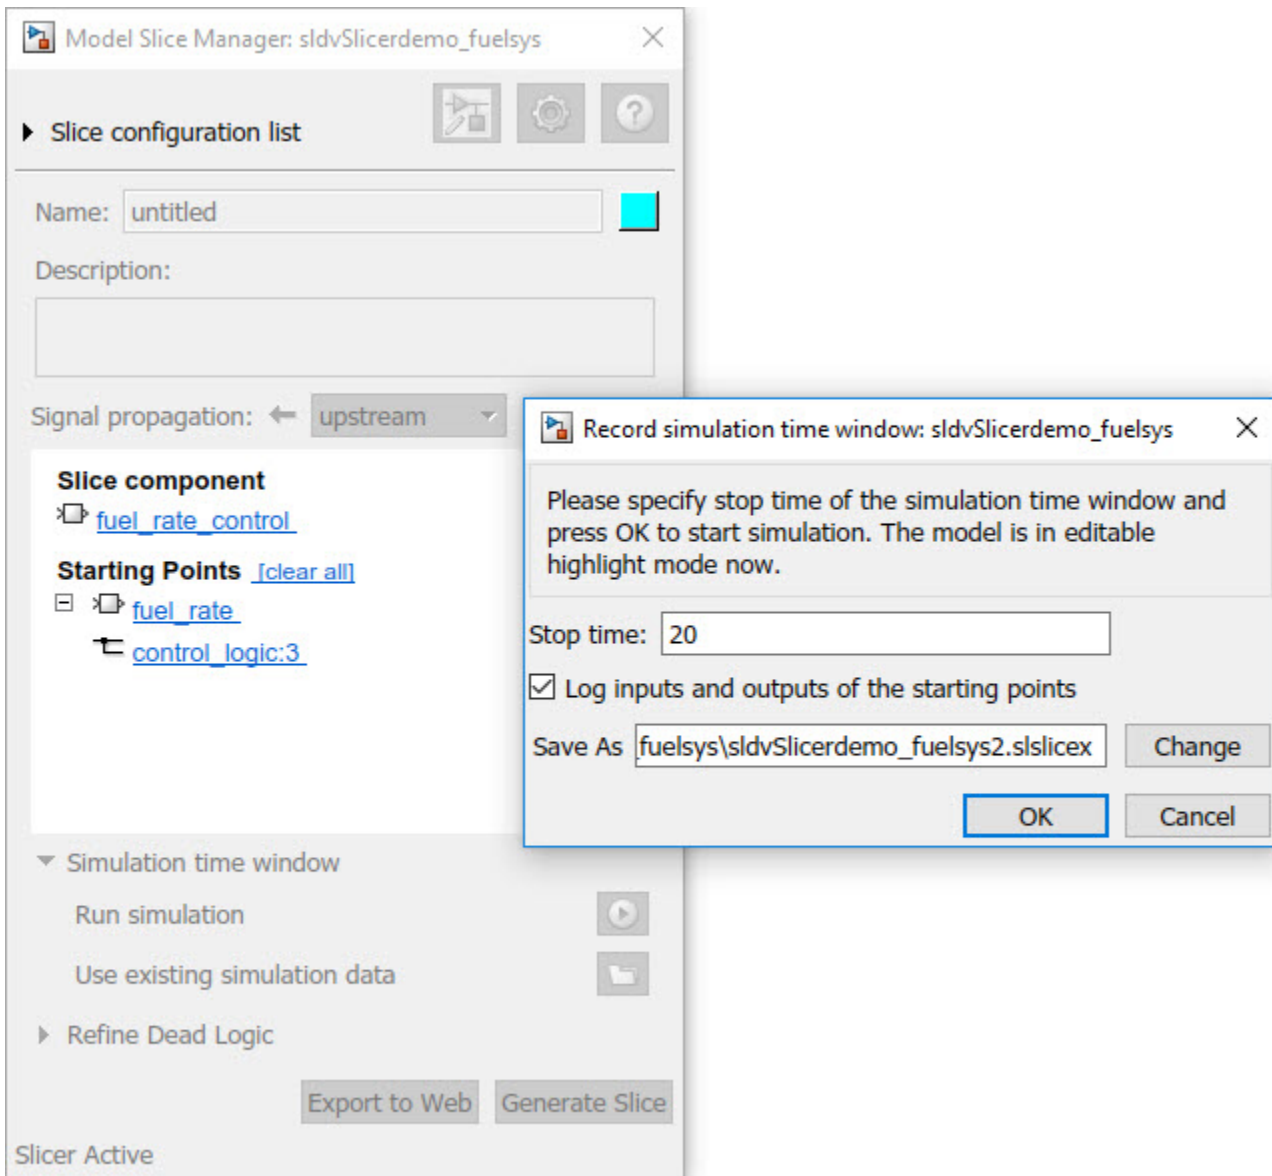 Model Slice Manager: sldvSlicerdemo_fuelsys
Slice configuration list
Name: untitled
Description:
Signal propagation: upstream
Slice component
fuel_rate_control
Starting Points [clear all]
fuel_rate
control_logic:3
Simulation time window
Run simulation
Use existing simulation data
Refine Dead Logic
Export to Web Generate Slice
Slicer Active
Record simulation time window: sldvSlicerdemo_fuelsys
Please specify stop time of the simulation time window and
press OK to start simulation. The model is in editable
highlight mode now.
Stop time: 20
Log inputs and outputs of the starting points
Save As fuelsys\sldvSlicerdemo_fuelsys2.slslicex Change
OK Cancel